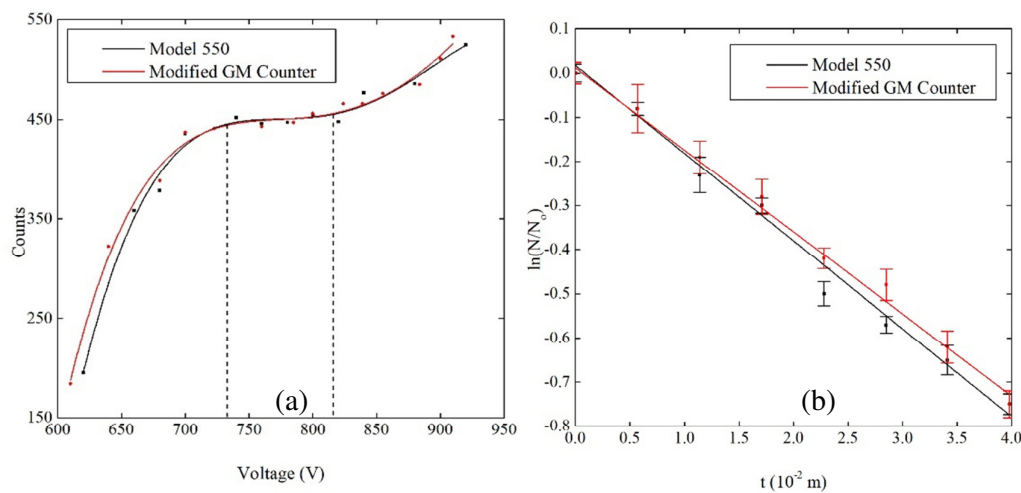 550
Model 550
Modified GM Counter
450
Counts
350
250
150
600 650 700 750 800 850 900 950
Voltage (V)
(a)
0.1
Model 550
Modified GM Counter
0.0
-0.1
-0.2
-0.3
ln(N/No)
-0.4
-0.5
-0.6
-0.7
-0.8
0.0 0.5 1.0 1.5 2.0 2.5 3.0 3.5 4.0
t (10-2 m)
(b)